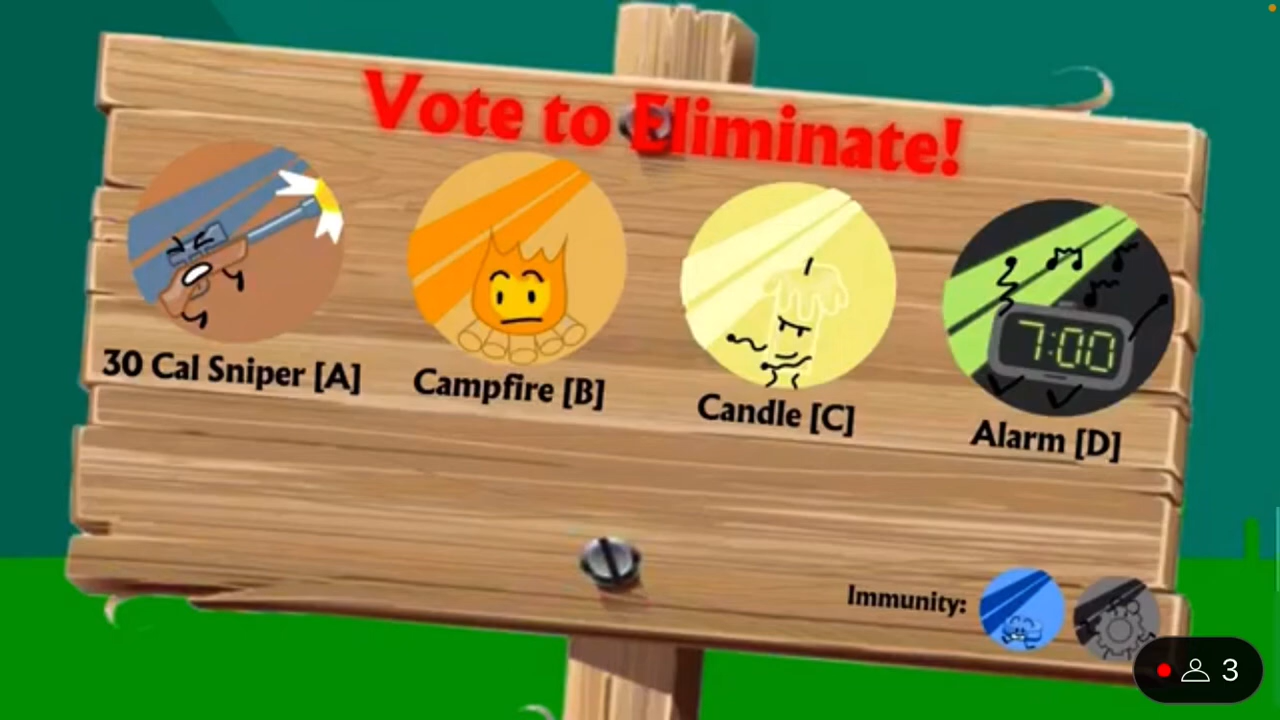 Vote to Eliminate!
30 Cal Sniper [A]
Campfire [B]
Candle [C]
7:00
Alarm [D]
Immunity:
3